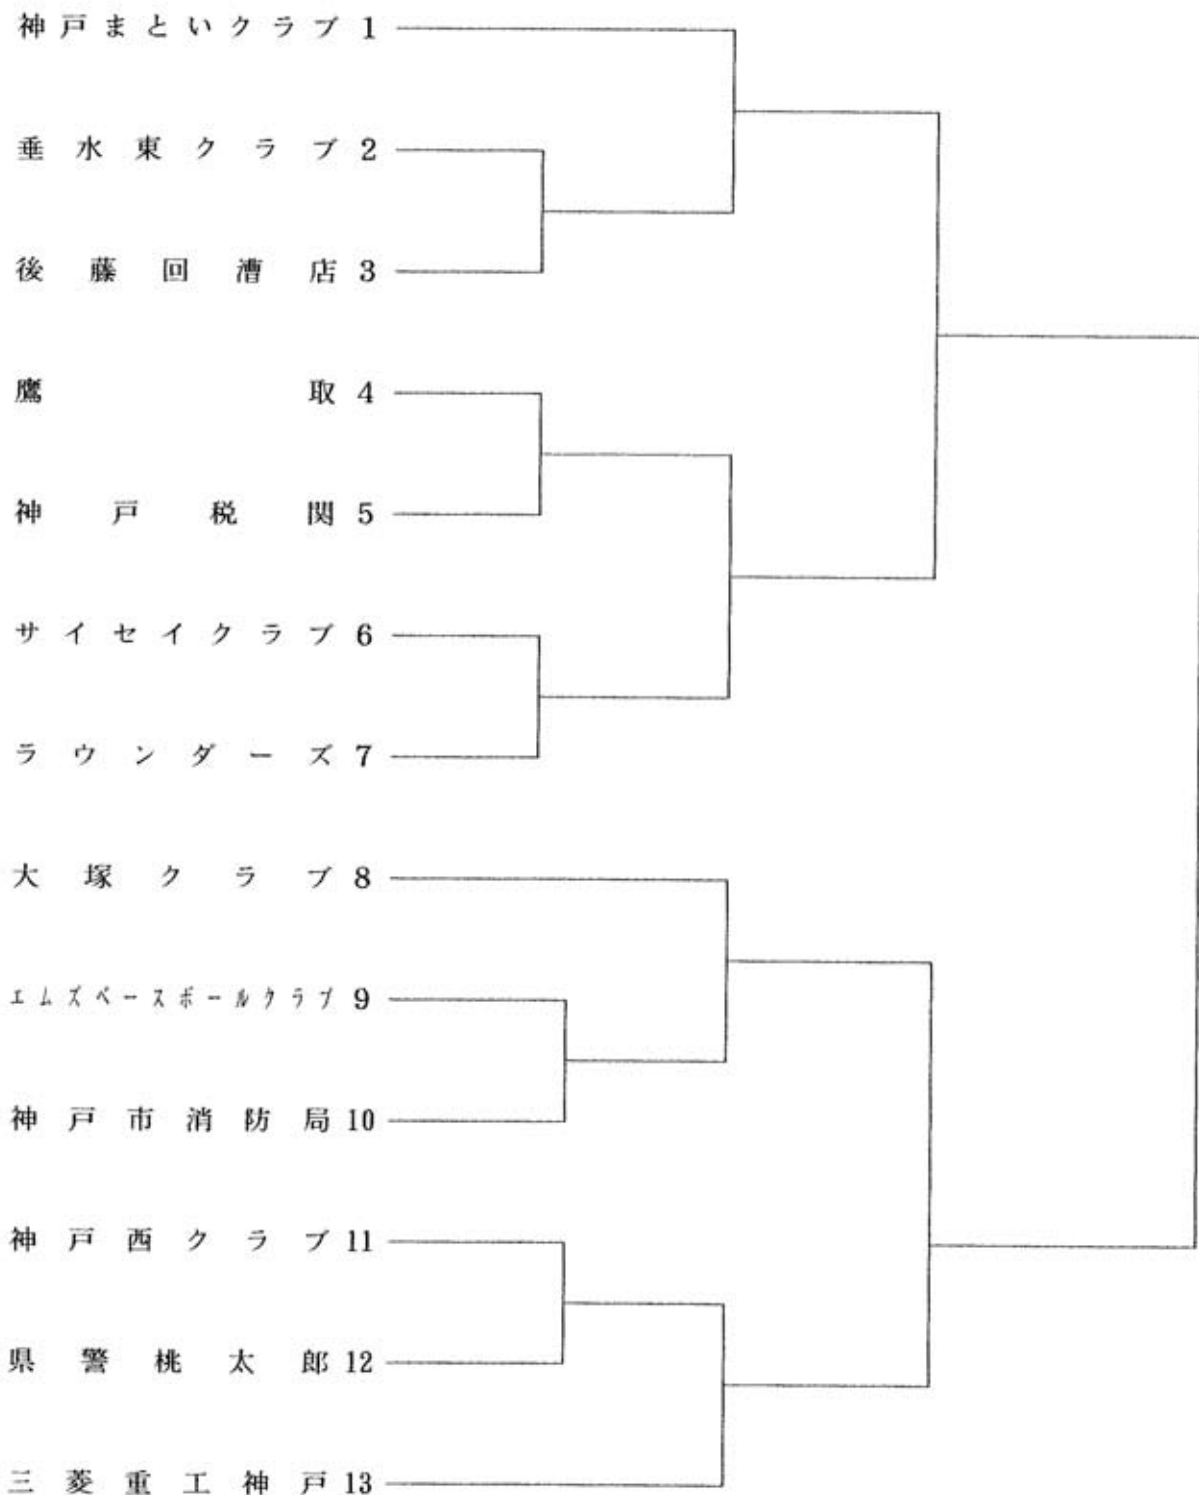 神戸まといクラブ 1
垂水東クラブ 2
後藤回漕店 3
鷹取 4
神戸税関 5
サイセイクラブ 6
ラウンダーズ 7
大塚クラブ 8
エムズベースボールクラブ 9
神戸市消防局 10
神戸西クラブ 11
県警桃太郎 12
三菱重工神戸 13